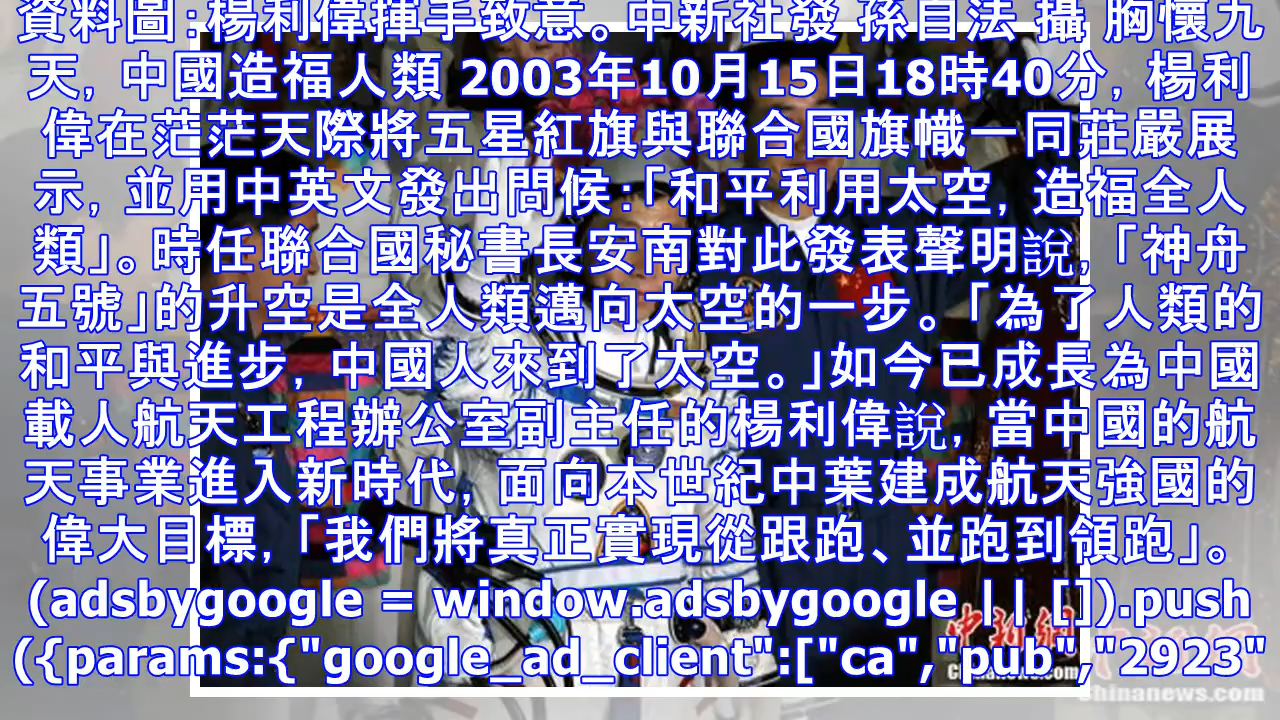 資料圖:楊利偉揮手致意。中新社發 孫自法 攝 胸懷九
天, 中國造福人類 2003年10月15日18時40分, 楊利
偉在茫茫天際將五星紅旗與聯合國旗幟一同莊嚴展
示, 並用中英文發出問候:「和平利用太空, 造福全人
類」。時任聯合國秘書長安南對此發表聲明說, 「神舟
五號」的升空是全人類邁向太空的一步。「為了人類的
和平與進步, 中國人來到了太空。」如今已成長為中國
載人航天工程辦公室副主任的楊利偉說, 當中國的航
天事業進入新時代, 面向本世紀中葉建成航天強國的
偉大目標, 「我們將真正實現從跟跑、並跑到領跑」。
(adsbygoogle = window.adsbygoogle || []).push
({params:{"google_ad_client":["ca","pub","2923"
中新網
Chinanews.com
chinanews.com